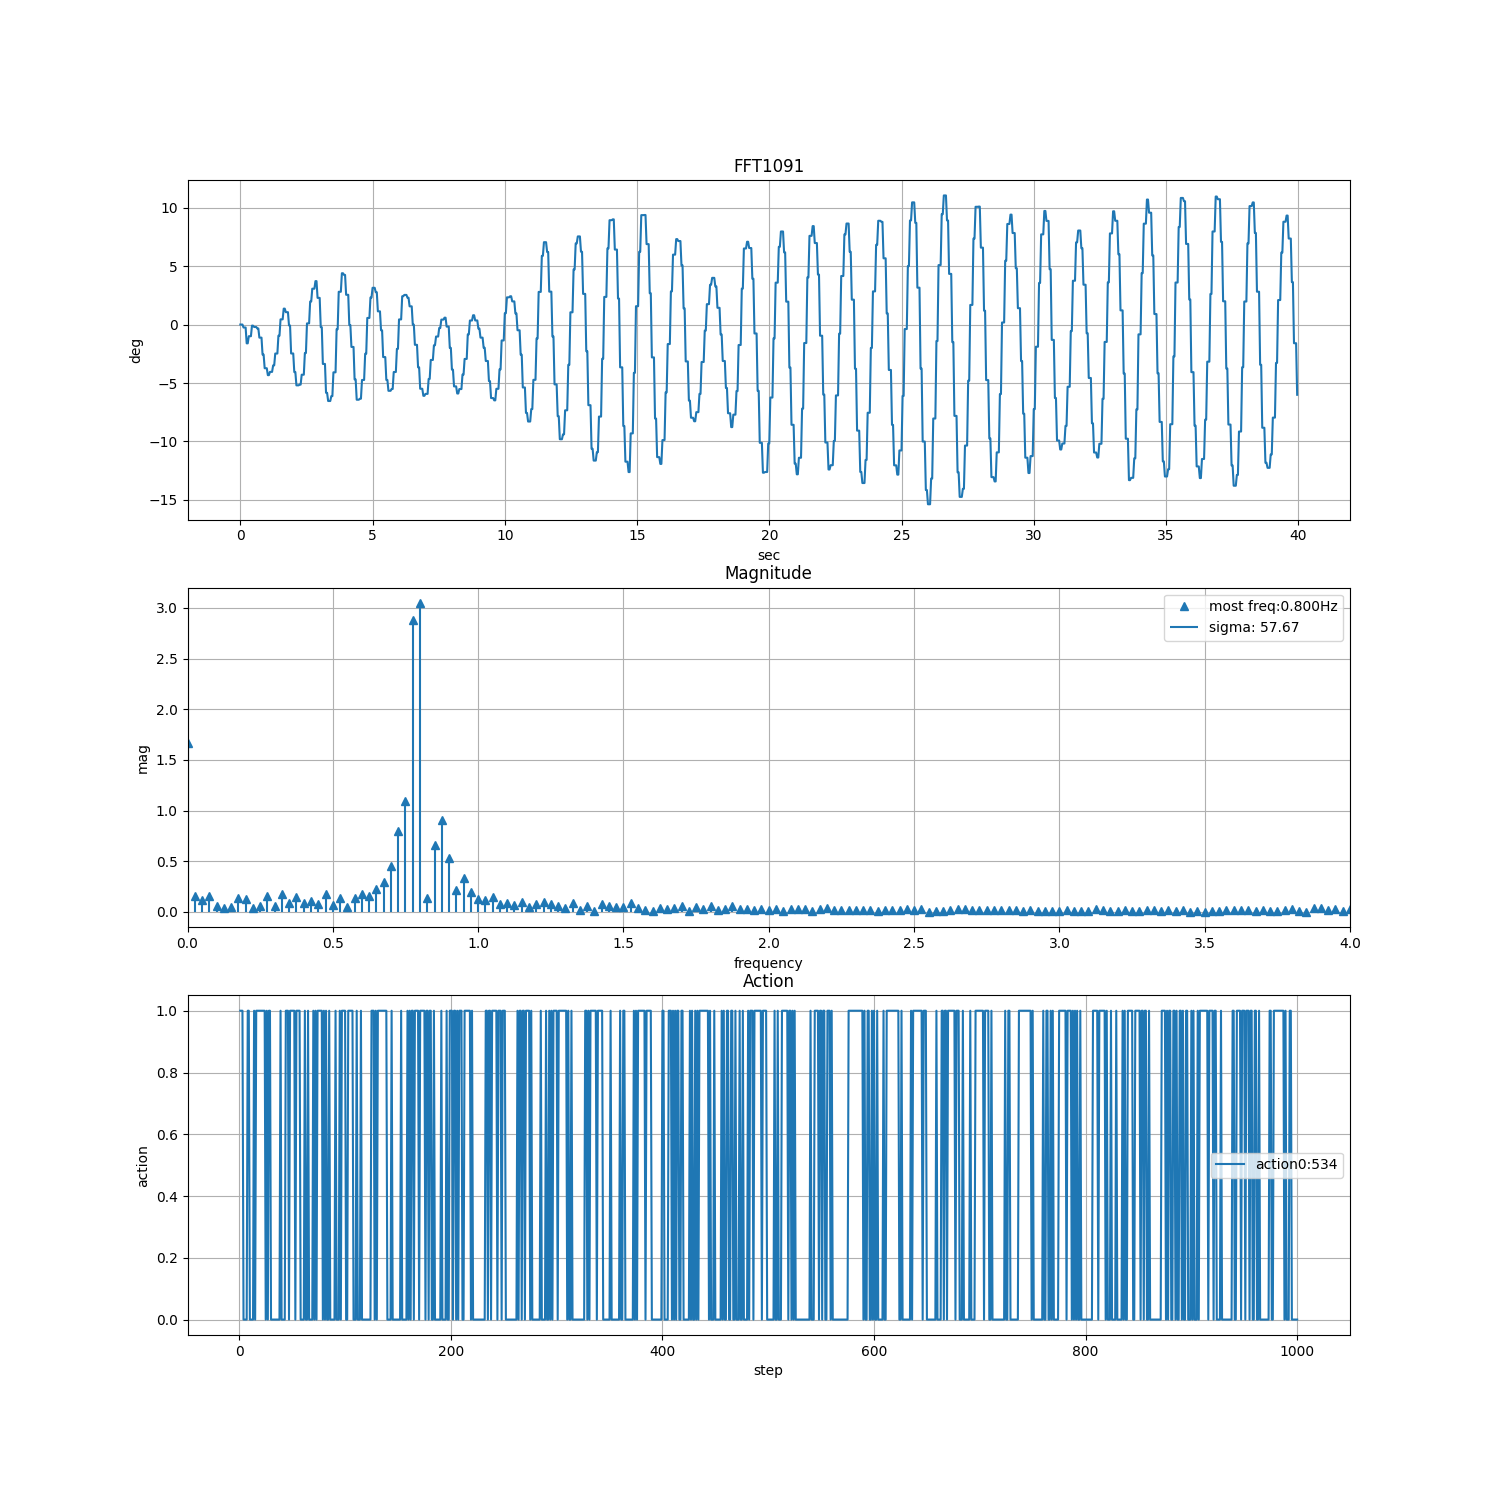 FFT1091
10
5
0
−5
−10
−15
deg
0 5 10 15 20 25 30 35 40
sec
Magnitude
3.0
2.5
2.0
1.5
1.0
0.5
0.0
mag
most freq:0.800Hz
sigma: 57.67
0.0 0.5 1.0 1.5 2.0 2.5 3.0 3.5 4.0
frequency
Action
1.0
0.8
0.6
0.4
0.2
0.0
action
action0:534
0 200 400 600 800 1000
step